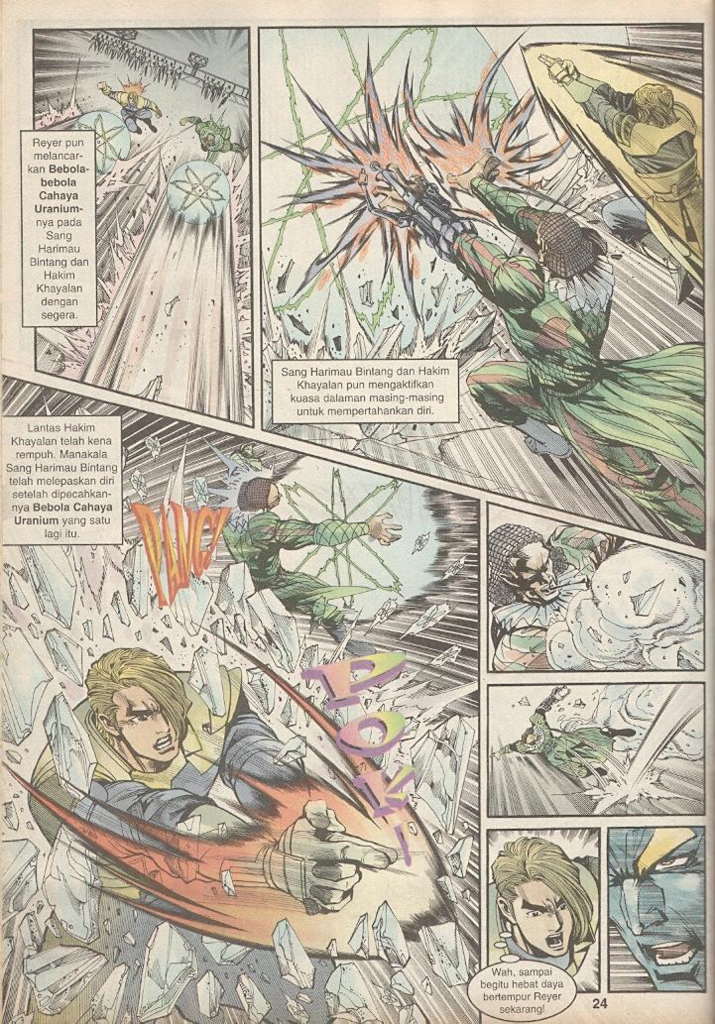 Reyer pun
melancar-
kan Bebola-
bebola
Cahaya
Uranium-
nya pada
Sang
Harimau
Bintang dan
Hakim
Khayalan
dengan
segera.
Sang Harimau Bintang dan Hakim
Khayalan pun mengaktifkan
kuasa dalaman masing-masing
untuk mempertahankan diri.
Lantas Hakim
Khayalan telah kena
rempuh. Manakala
Sang Harimau Bintang
telah melepaskan diri
setelah dipecahkan-
nya Bebola Cahaya
Uranium yang satu
lagi itu.
PANG!
POKI
Wah, sampai
begitu hebat daya
bertempur Reyer
sekarang!
24